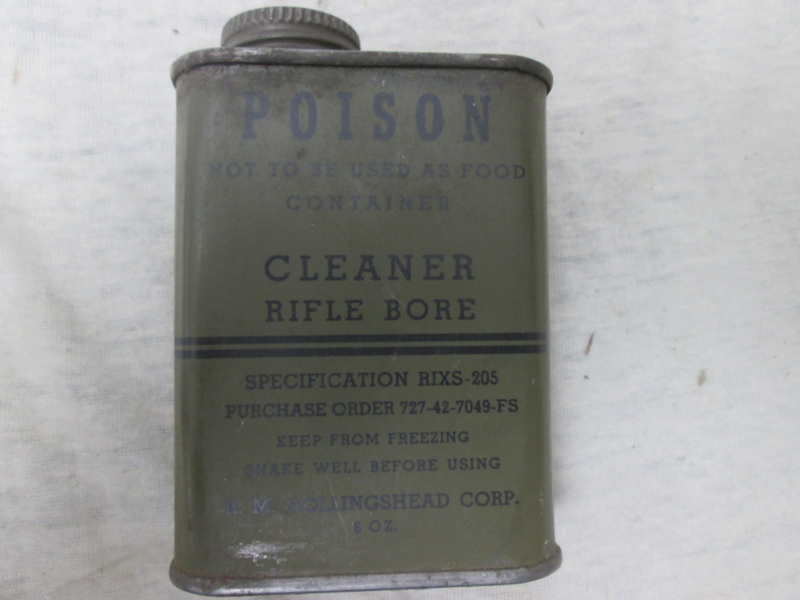 POISON
NOT TO BE USED AS FOOD
CONTAINER
CLEANER
RIFLE BORE
SPECIFICATION RIXS-205
PURCHASE ORDER 727-42-7049-FS
KEEP FROM FREEZING
SHAKE WELL BEFORE USING
R. M. HOLLINGSHEAD CORP.
6 OZ.